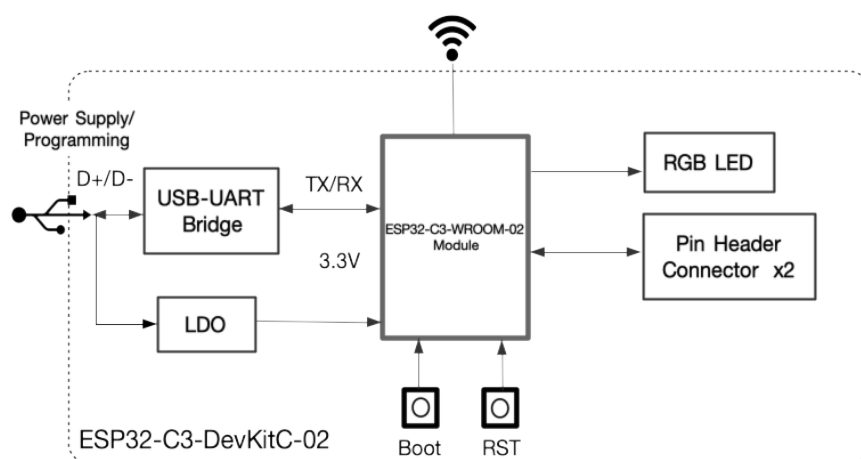 Power Supply/
Programming
D+/D-
USB-UART
Bridge
TX/RX
3.3V
LDO
ESP32-C3-WROOM-02
Module
RGB LED
Pin Header
Connector x2
Boot
RST
ESP32-C3-DevKitC-02